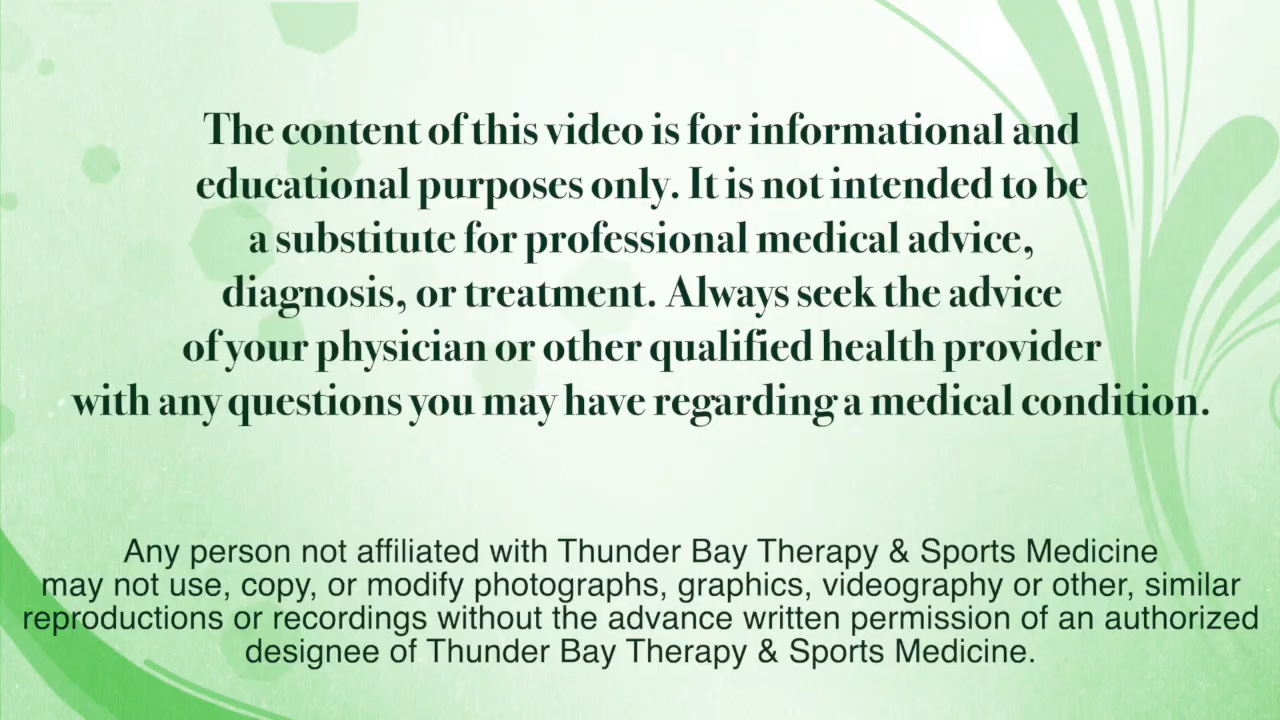 The content of this video is for informational and
educational purposes only. It is not intended to be
a substitute for professional medical advice,
diagnosis, or treatment. Always seek the advice
of your physician or other qualified health provider
with any questions you may have regarding a medical condition.
Any person not affiliated with Thunder Bay Therapy & Sports Medicine
may not use, copy, or modify photographs, graphics, videography or other, similar
reproductions or recordings without the advance written permission of an authorized
designee of Thunder Bay Therapy & Sports Medicine.